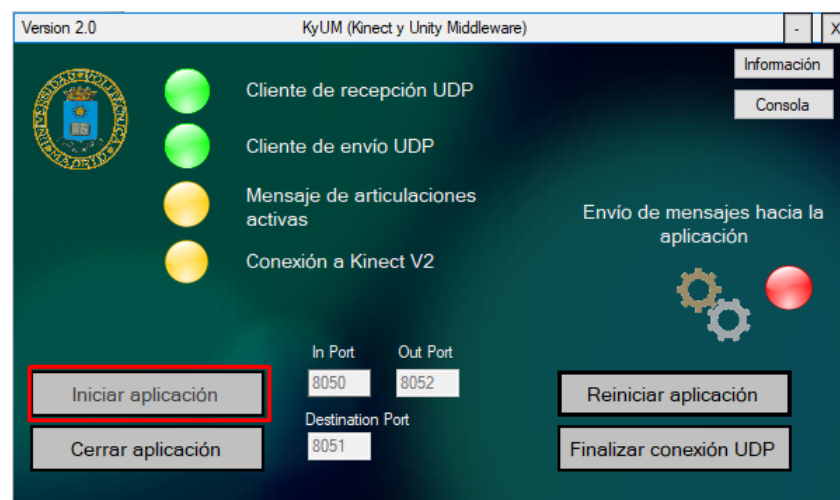 Version 2.0
KyUM (Kinect y Unity Middleware)
-
X
Información
Consola
Cliente de recepción UDP
Cliente de envío UDP
Mensaje de articulaciones
activas
Conexión a Kinect V2
Envío de mensajes hacia la
aplicación
In Port
Out Port
8050
8052
Destination Port
8051
Iniciar aplicación
Cerrar aplicación
Reiniciar aplicación
Finalizar conexión UDP